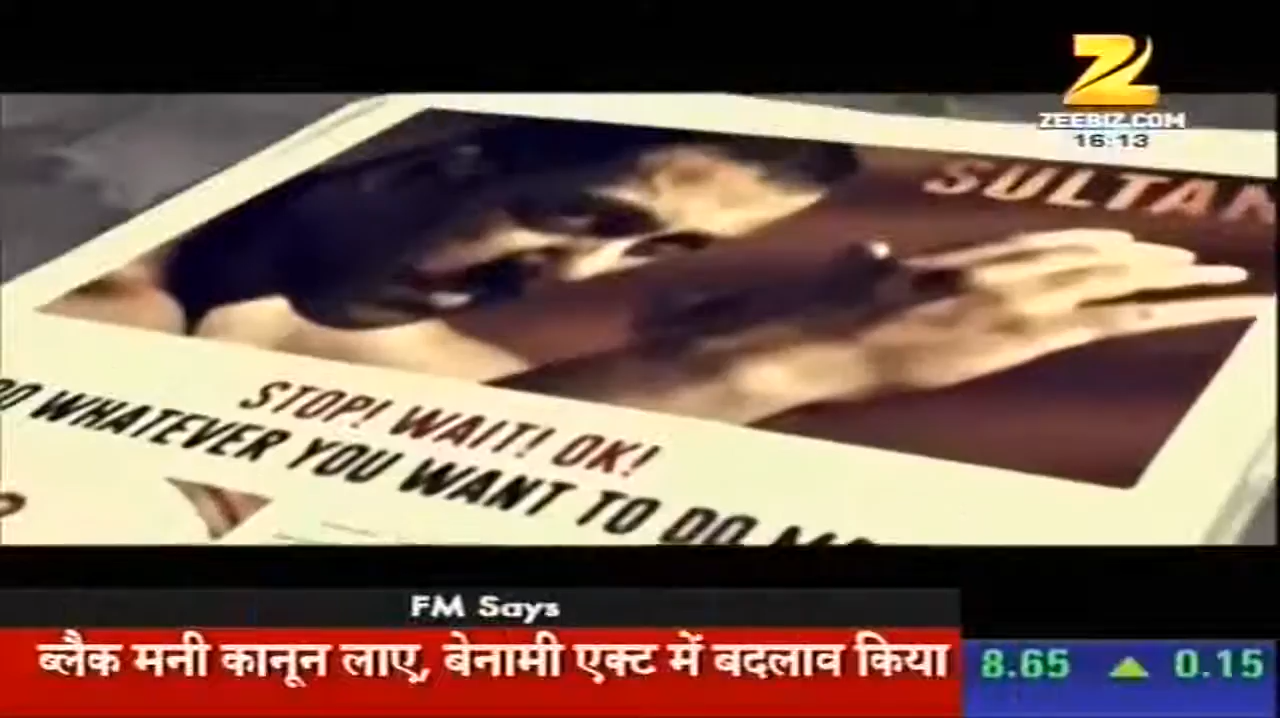 Z
ZEEBIZ.COM
16:13
SULTAN
STOP! WAIT! OK!
DO WHATEVER YOU WANT TO DO
?
FM Says
ब्लैक मनी कानून लाए, बेनामी एक्ट में बदलाव किया
8.65 ▲ 0.15